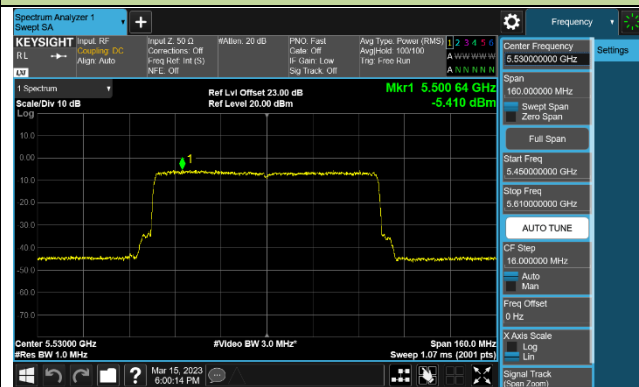 Spectrum Analyzer 1
Swept SA
Frequency
KEYSIGHT
RL
LXI
Input: RF
Coupling: DC
Align: Auto
Input Z: 50 Ω
Corrections: Off
Freq Ref: Int (S)
NFE: Off
#Atten: 20 dB
PNO: Fast
Gate: Off
IF Gain: Low
Sig Track: Off
Avg Type: Power (RMS)
Avg|Hold: 100/100
Trig: Free Run
1 2 3 4 5 6
A W W W W W
A N N N N N
Center Frequency
5.530000000 GHz
Settings
Span
160.000000 MHz
Swept Span
Zero Span
Full Span
Start Freq
5.450000000 GHz
Stop Freq
5.610000000 GHz
AUTO TUNE
CF Step
16.000000 MHz
Auto
Man
Freq Offset
0 Hz
X Axis Scale
Log
Lin
Signal Track
(Span Zoom)
1 Spectrum
Scale/Div 10 dB
Log
Ref Lvl Offset 23.00 dB
Ref Level 20.00 dBm
Mkr1 5.500 64 GHz
-5.410 dBm
1
10.0
0.00
-10.0
-20.0
-30.0
-40.0
-50.0
-60.0
-70.0
Center 5.53000 GHz
#Res BW 1.0 MHz
#Video BW 3.0 MHz*
Span 160.0 MHz
Sweep 1.07 ms (2001 pts)
?
Mar 15, 2023
6:00:14 PM